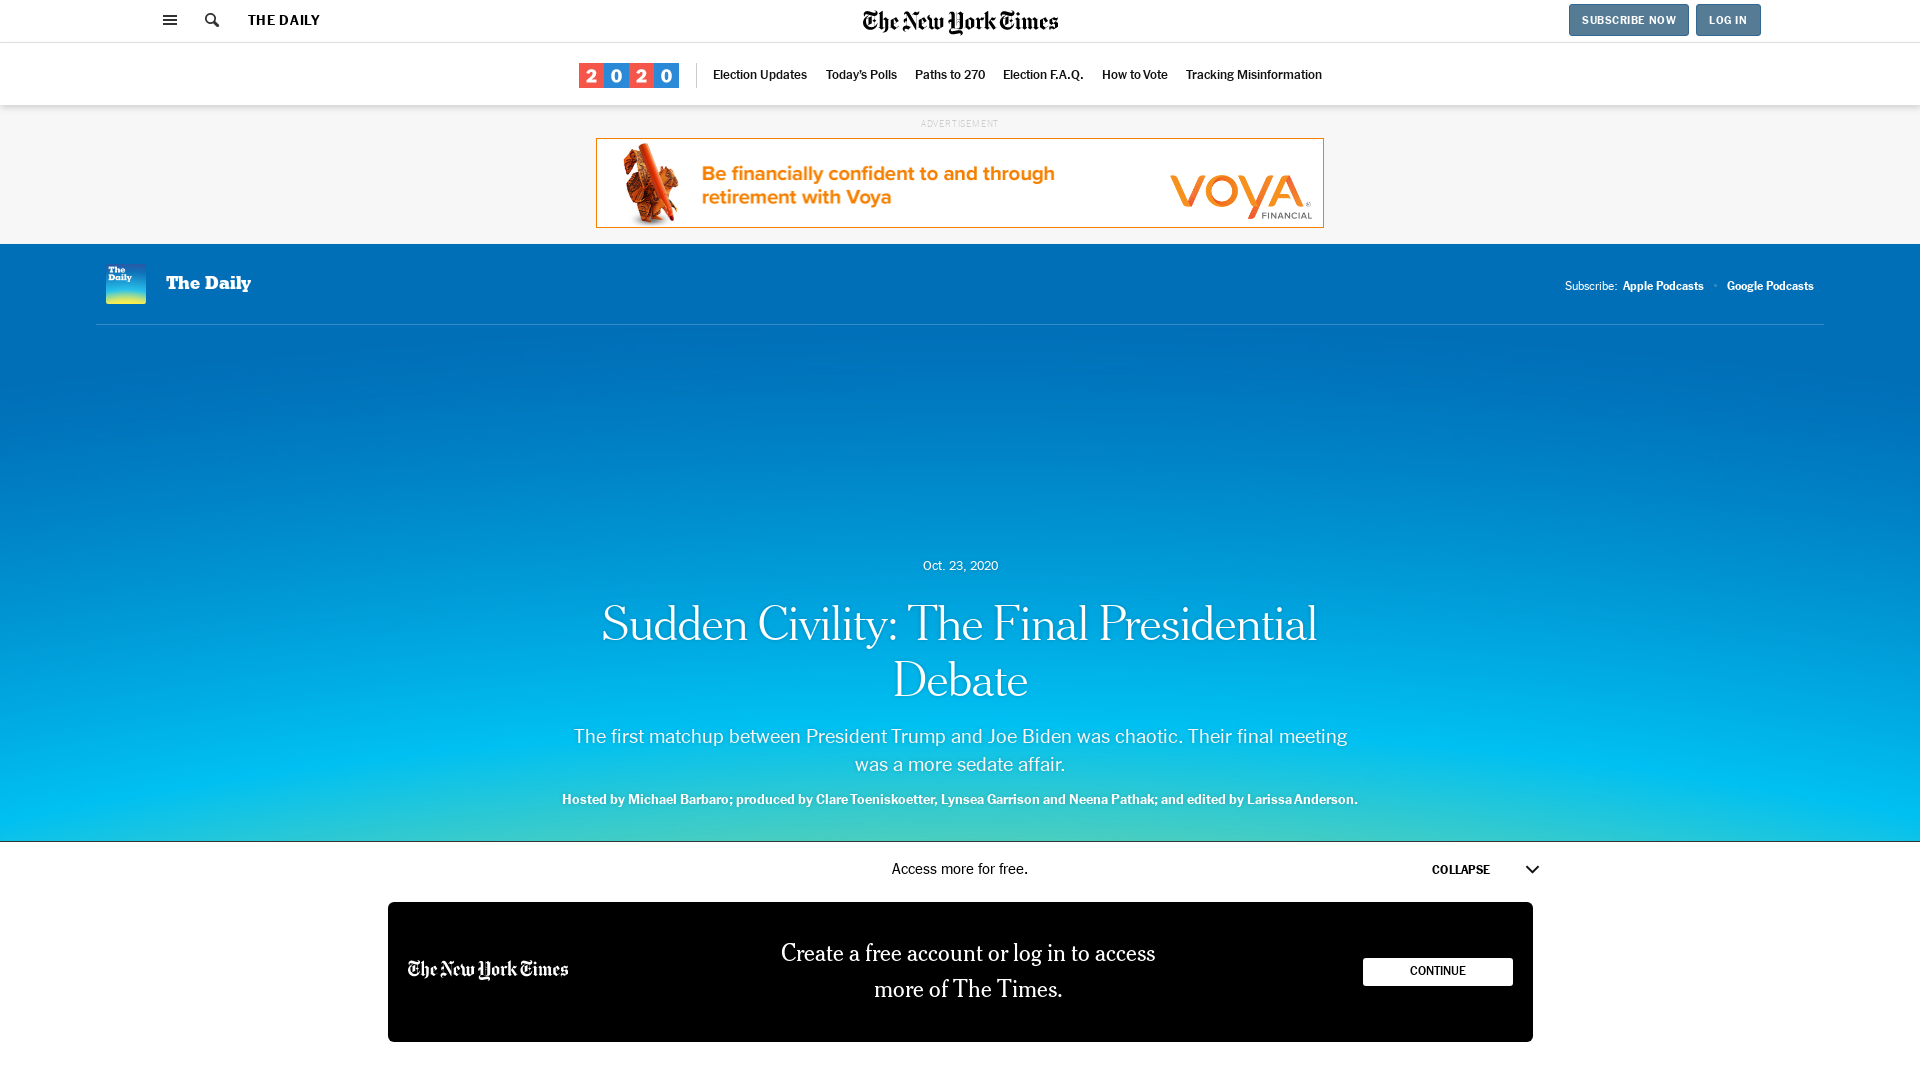 THE DAILY
The New York Times
SUBSCRIBE NOW
LOG IN
2020
Election Updates
Today's Polls
Paths to 270
Election F.A.Q.
How to Vote
Tracking Misinformation
ADVERTISEMENT
Be financially confident to and through
retirement with Voya
VOYA
FINANCIAL
The
Daily
The Daily
Subscribe: Apple Podcasts • Google Podcasts
Oct. 23, 2020
Sudden Civility: The Final Presidential
Debate
The first matchup between President Trump and Joe Biden was chaotic. Their final meeting
was a more sedate affair.
Hosted by Michael Barbaro; produced by Clare Toeniskoetter, Lynsea Garrison and Neena Pathak; and edited by Larissa Anderson.
Access more for free.
COLLAPSE
The New York Times
Create a free account or log in to access
more of The Times.
CONTINUE